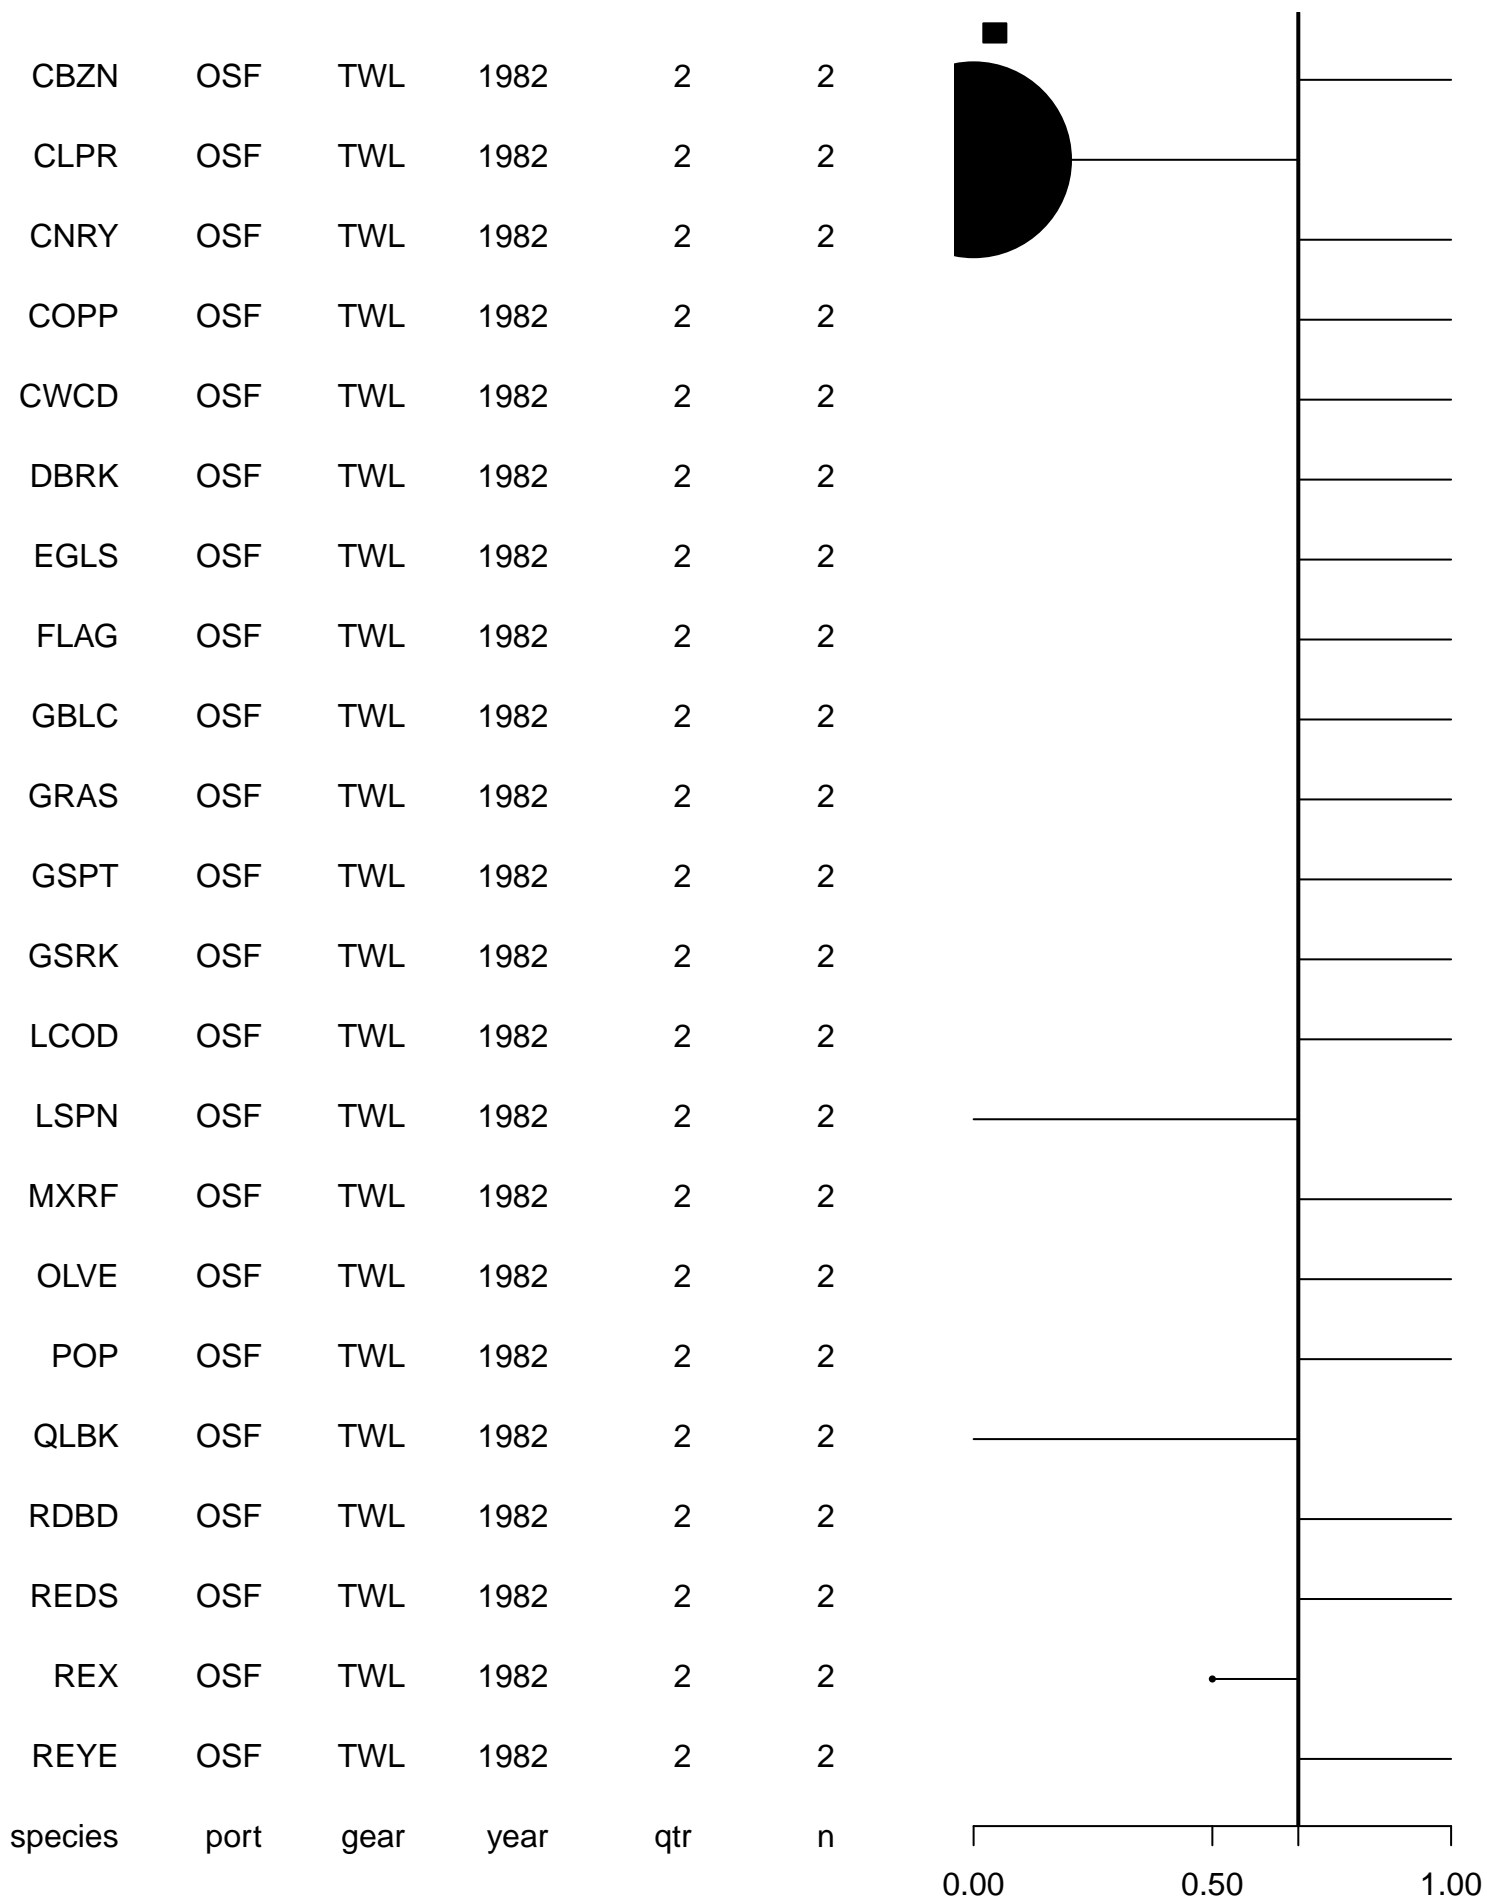 CBZN OSF TWL 1982 2 2
CLPR OSF TWL 1982 2 2
CNRY OSF TWL 1982 2 2
COPP OSF TWL 1982 2 2
CWCD OSF TWL 1982 2 2
DBRK OSF TWL 1982 2 2
EGLS OSF TWL 1982 2 2
FLAG OSF TWL 1982 2 2
GBLC OSF TWL 1982 2 2
GRAS OSF TWL 1982 2 2
GSPT OSF TWL 1982 2 2
GSRK OSF TWL 1982 2 2
LCOD OSF TWL 1982 2 2
LSPN OSF TWL 1982 2 2
MXRF OSF TWL 1982 2 2
OLVE OSF TWL 1982 2 2
POP OSF TWL 1982 2 2
QLBK OSF TWL 1982 2 2
RDBD OSF TWL 1982 2 2
REDS OSF TWL 1982 2 2
REX OSF TWL 1982 2 2
REYE OSF TWL 1982 2 2
species port gear year qtr n
0.00 0.50 1.00